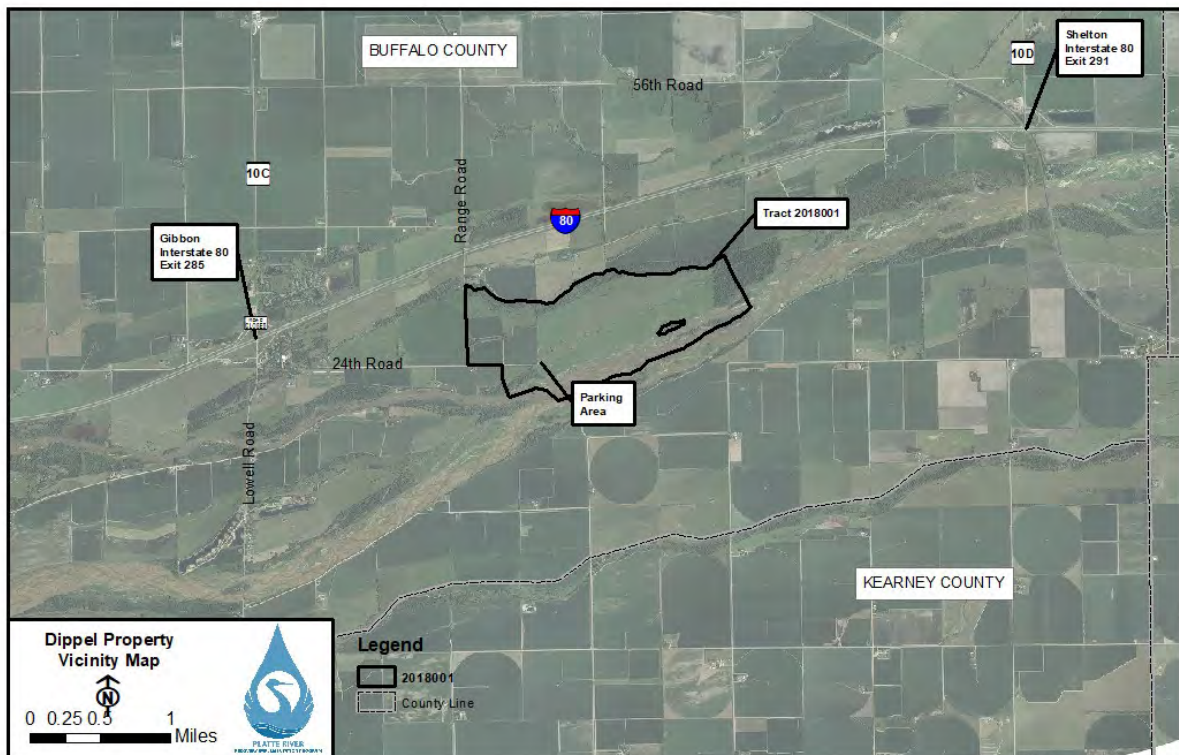 BUFFALO COUNTY
56th Road
10D
Shelton
Interstate 80
Exit 291
10C
Range Road
80
Tract 2018001
Gibbon
Interstate 80
Exit 285
24th Road
Parking
Area
Lowell Road
KEARNEY COUNTY
Dippel Property
Vicinity Map
N
0 0.25 0.5 1
Miles
PLATTE RIVER
Legend
2018001
County Line